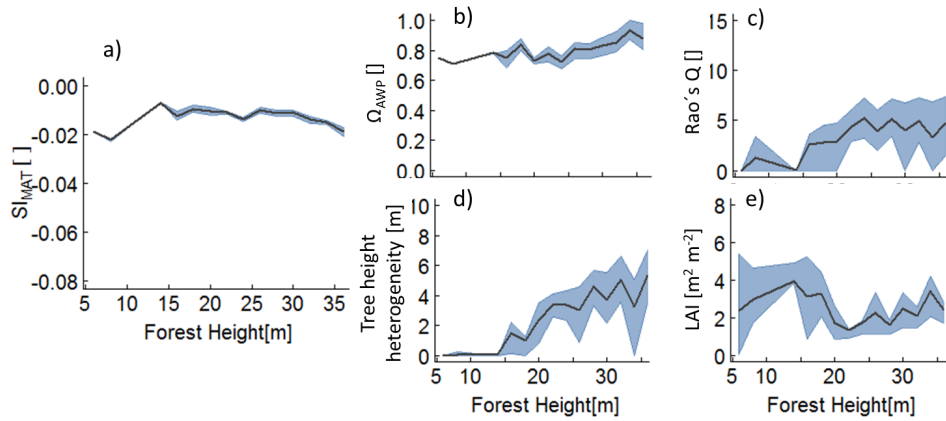 a)
SI_MAT [ ]
0.00
-0.02
-0.04
-0.06
-0.08
5 10 15 20 25 30 35
Forest Height[m]
b)
Ω_AWP []
1.0
0.8
0.6
0.4
0.2
0.0
c)
Rao´s Q []
15
10
5
0
d)
Tree height
heterogeneity [m]
10
8
6
4
2
0
5 10 20 30
Forest Height[m]
e)
LAI [m² m⁻²]
8
6
4
2
0
5 10 20 30
Forest Height[m]